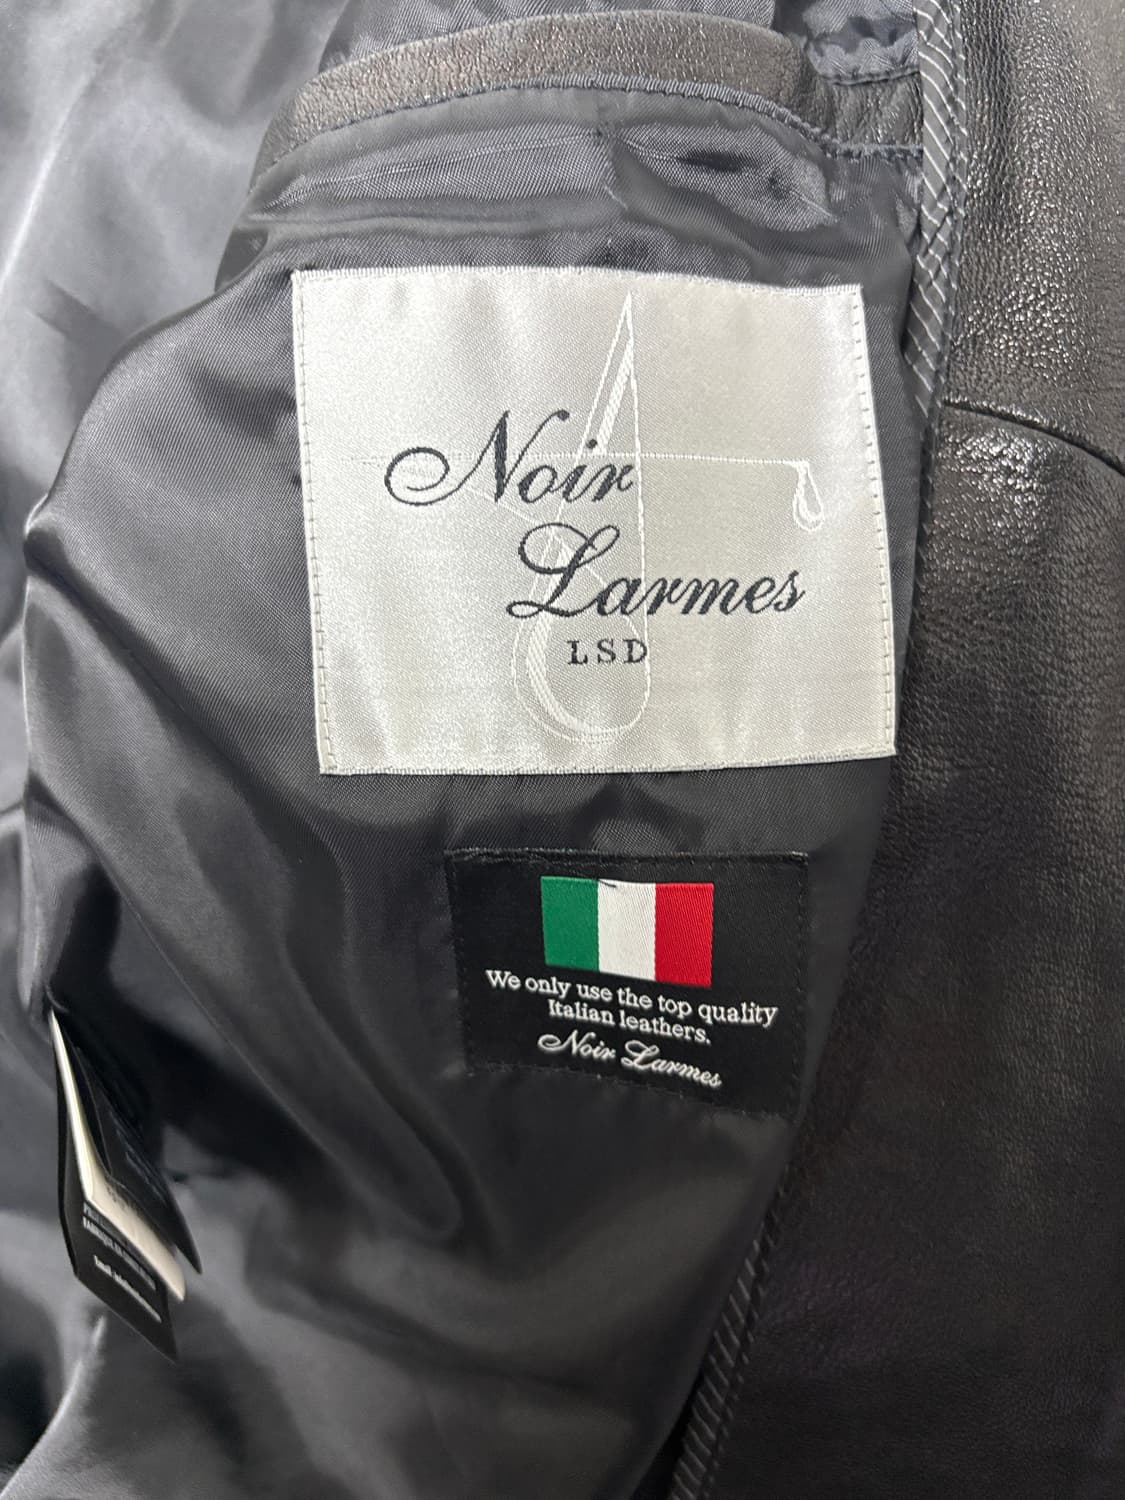 Noir
Larmes
LSD
We only use the top quality
Italian leathers.
Noir Larmes